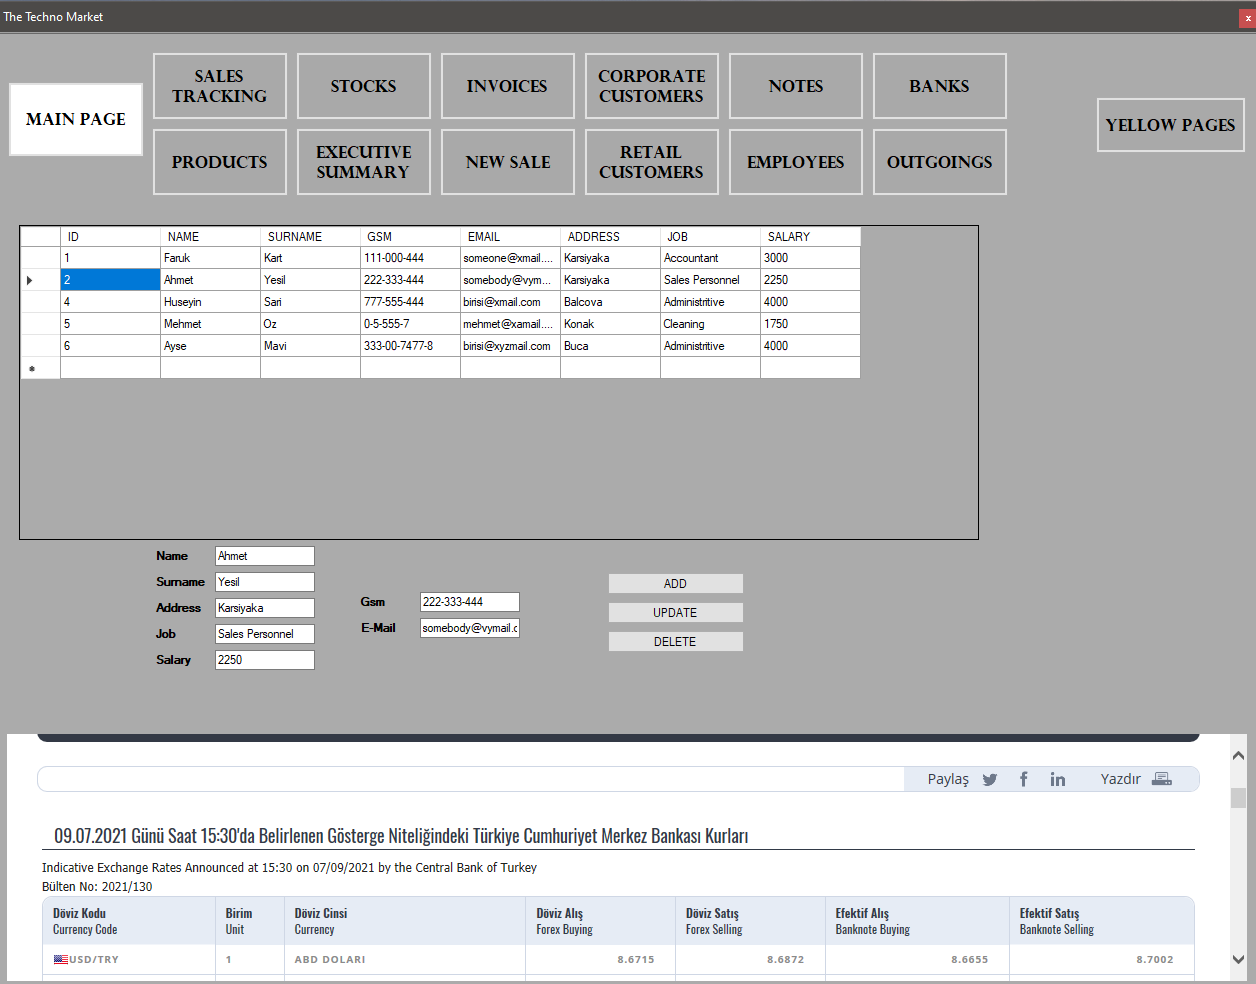 The Techno Market
x
MAIN PAGE
SALES
TRACKING
STOCKS
INVOICES
CORPORATE
CUSTOMERS
NOTES
BANKS
PRODUCTS
EXECUTIVE
SUMMARY
NEW SALE
RETAIL
CUSTOMERS
EMPLOYEES
OUTGOINGS
YELLOW PAGES
ID NAME SURNAME GSM EMAIL ADDRESS JOB SALARY
1 Faruk Kart 111-000-444 someone@xmail.... Karsiyaka Accountant 3000
2 Ahmet Yesil 222-333-444 somebody@vym... Karsiyaka Sales Personnel 2250
4 Huseyin Sari 777-555-444 birisi@xmail.com Balcova Administritive 4000
5 Mehmet Oz 0-5-555-7 mehmet@xamail.... Konak Cleaning 1750
6 Ayse Mavi 333-00-7477-8 birisi@xyzmail.com Buca Administritive 4000
Name Ahmet
Surname Yesil
Address Karsiyaka
Job Sales Personnel
Salary 2250
Gsm 222-333-444
E-Mail somebody@vymail.c
ADD
UPDATE
DELETE
Paylaş Yazdır
09.07.2021 Günü Saat 15:30'da Belirlenen Gösterge Niteliğindeki Türkiye Cumhuriyet Merkez Bankası Kurları
Indicative Exchange Rates Announced at 15:30 on 07/09/2021 by the Central Bank of Turkey
Bülten No: 2021/130
Döviz Kodu Birim Döviz Cinsi Döviz Alış Döviz Satış Efektif Alış Efektif Satış
Currency Code Unit Currency Forex Buying Forex Selling Banknote Buying Banknote Selling
USD/TRY 1 ABD DOLARI 8.6715 8.6872 8.6655 8.7002